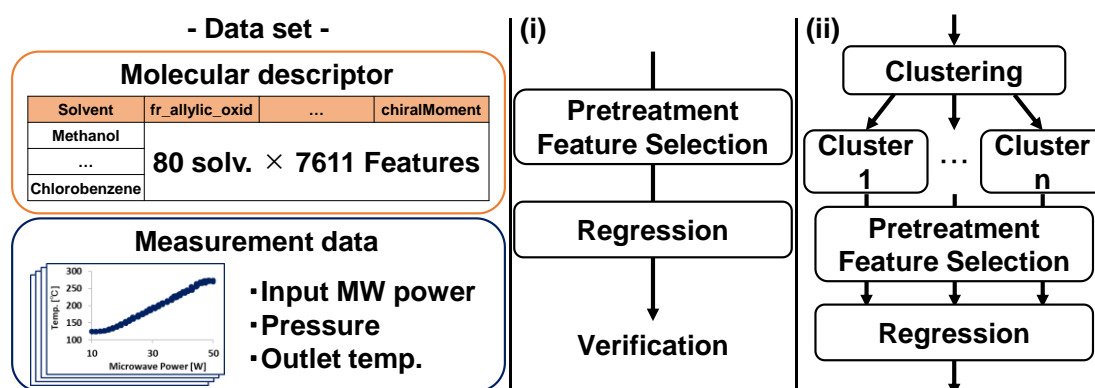 - Data set -
Molecular descriptor
Solvent fr_allylic_oxid … chiralMoment
Methanol
…
Chlorobenzene
80 solv. × 7611 Features
Measurement data
Temp. [℃]
300
250
200
150
100
10 30 50
Microwave Power [W]
・Input MW power
・Pressure
・Outlet temp.
(i)
Pretreatment
Feature Selection
Regression
Verification
(ii)
Clustering
Cluster
1
…
Cluster
n
Pretreatment
Feature Selection
Regression